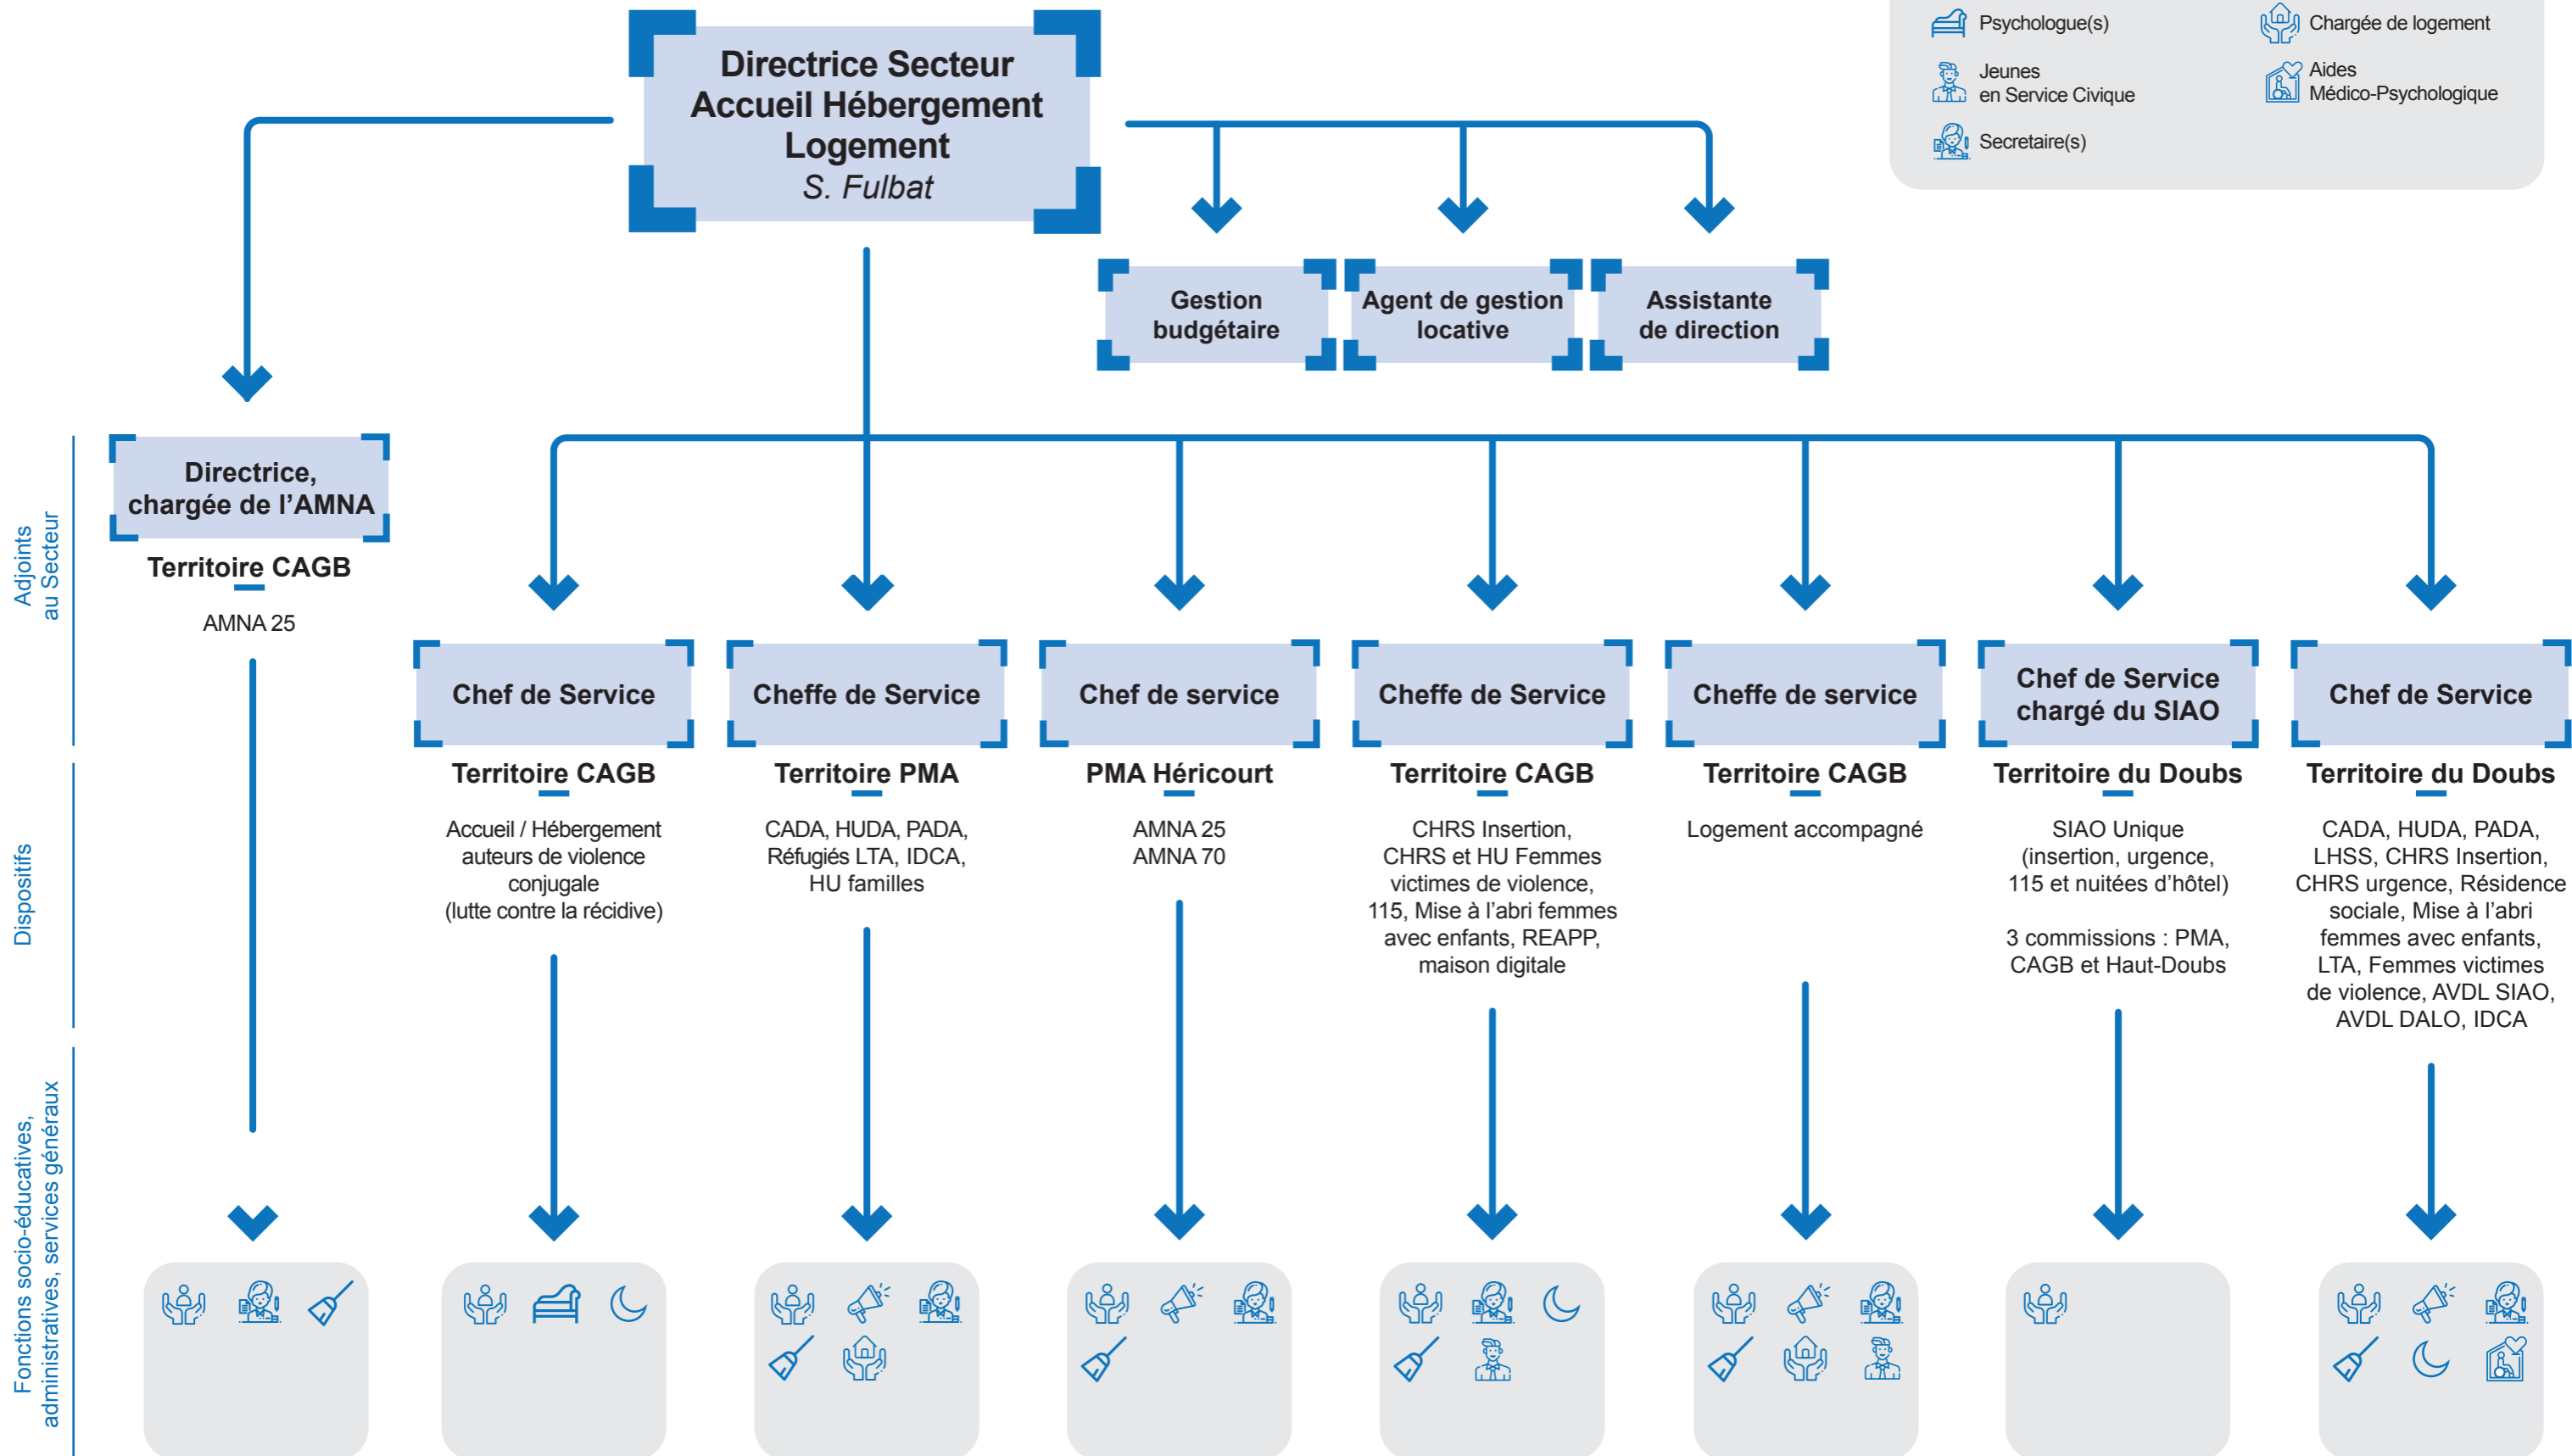 Psychologue(s)
Chargée de logement
Jeunes
en Service Civique
Aides
Médico-Psychologique
Secretaire(s)
Directrice Secteur
Accueil Hébergement
Logement
S. Fulbat
Gestion
budgétaire
Agent de gestion
locative
Assistante
de direction
Adjoints
au Secteur
Directrice,
chargée de l’AMNA
Territoire CAGB
AMNA 25
Chef de Service
Territoire CAGB
Cheffe de Service
Territoire PMA
Chef de service
PMA Héricourt
Cheffe de Service
Territoire CAGB
Cheffe de service
Territoire CAGB
Chef de Service
chargé du SIAO
Territoire du Doubs
Chef de Service
Territoire du Doubs
Dispositifs
Accueil / Hébergement
auteurs de violence
conjugale
(lutte contre la récidive)
CADA, HUDA, PADA,
Réfugiés LTA, IDCA,
HU familles
AMNA 25
AMNA 70
CHRS Insertion,
CHRS et HU Femmes
victimes de violence,
115, Mise à l’abri femmes
avec enfants, REAPP,
maison digitale
Logement accompagné
SIAO Unique
(insertion, urgence,
115 et nuitées d’hôtel)
3 commissions : PMA,
CAGB et Haut-Doubs
CADA, HUDA, PADA,
LHSS, CHRS Insertion,
CHRS urgence, Résidence
sociale, Mise à l’abri
femmes avec enfants,
LTA, Femmes victimes
de violence, AVDL SIAO,
AVDL DALO, IDCA
Fonctions socio-éducatives,
administratives, services généraux